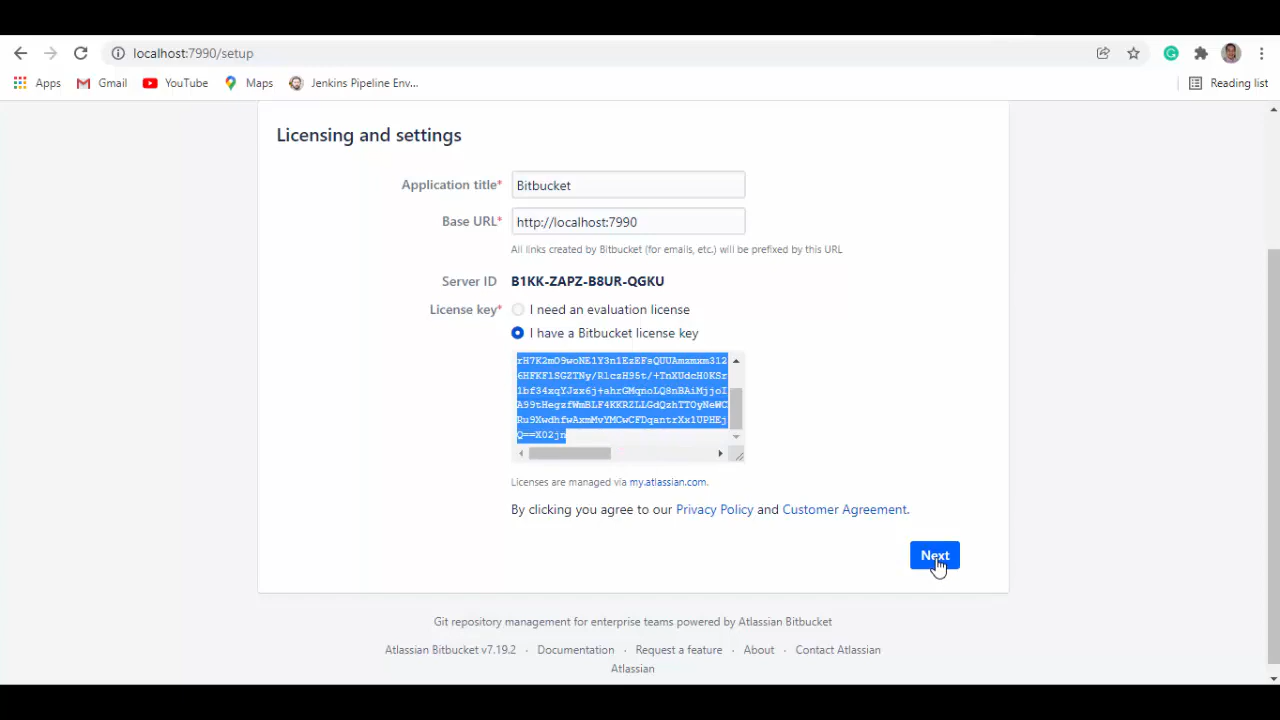 localhost:7990/setup
Apps Gmail YouTube Maps Jenkins Pipeline Env... Reading list
Licensing and settings
Application title* Bitbucket
Base URL* http://localhost:7990
All links created by Bitbucket (for emails, etc.) will be prefixed by this URL
Server ID B1KK-ZAPZ-B8UR-QGKU
License key* I need an evaluation license
I have a Bitbucket license key
Q==X02jn
Licenses are managed via my.atlassian.com.
By clicking you agree to our Privacy Policy and Customer Agreement.
Next
Git repository management for enterprise teams powered by Atlassian Bitbucket
Atlassian Bitbucket v7.19.2 · Documentation · Request a feature · About · Contact Atlassian
Atlassian